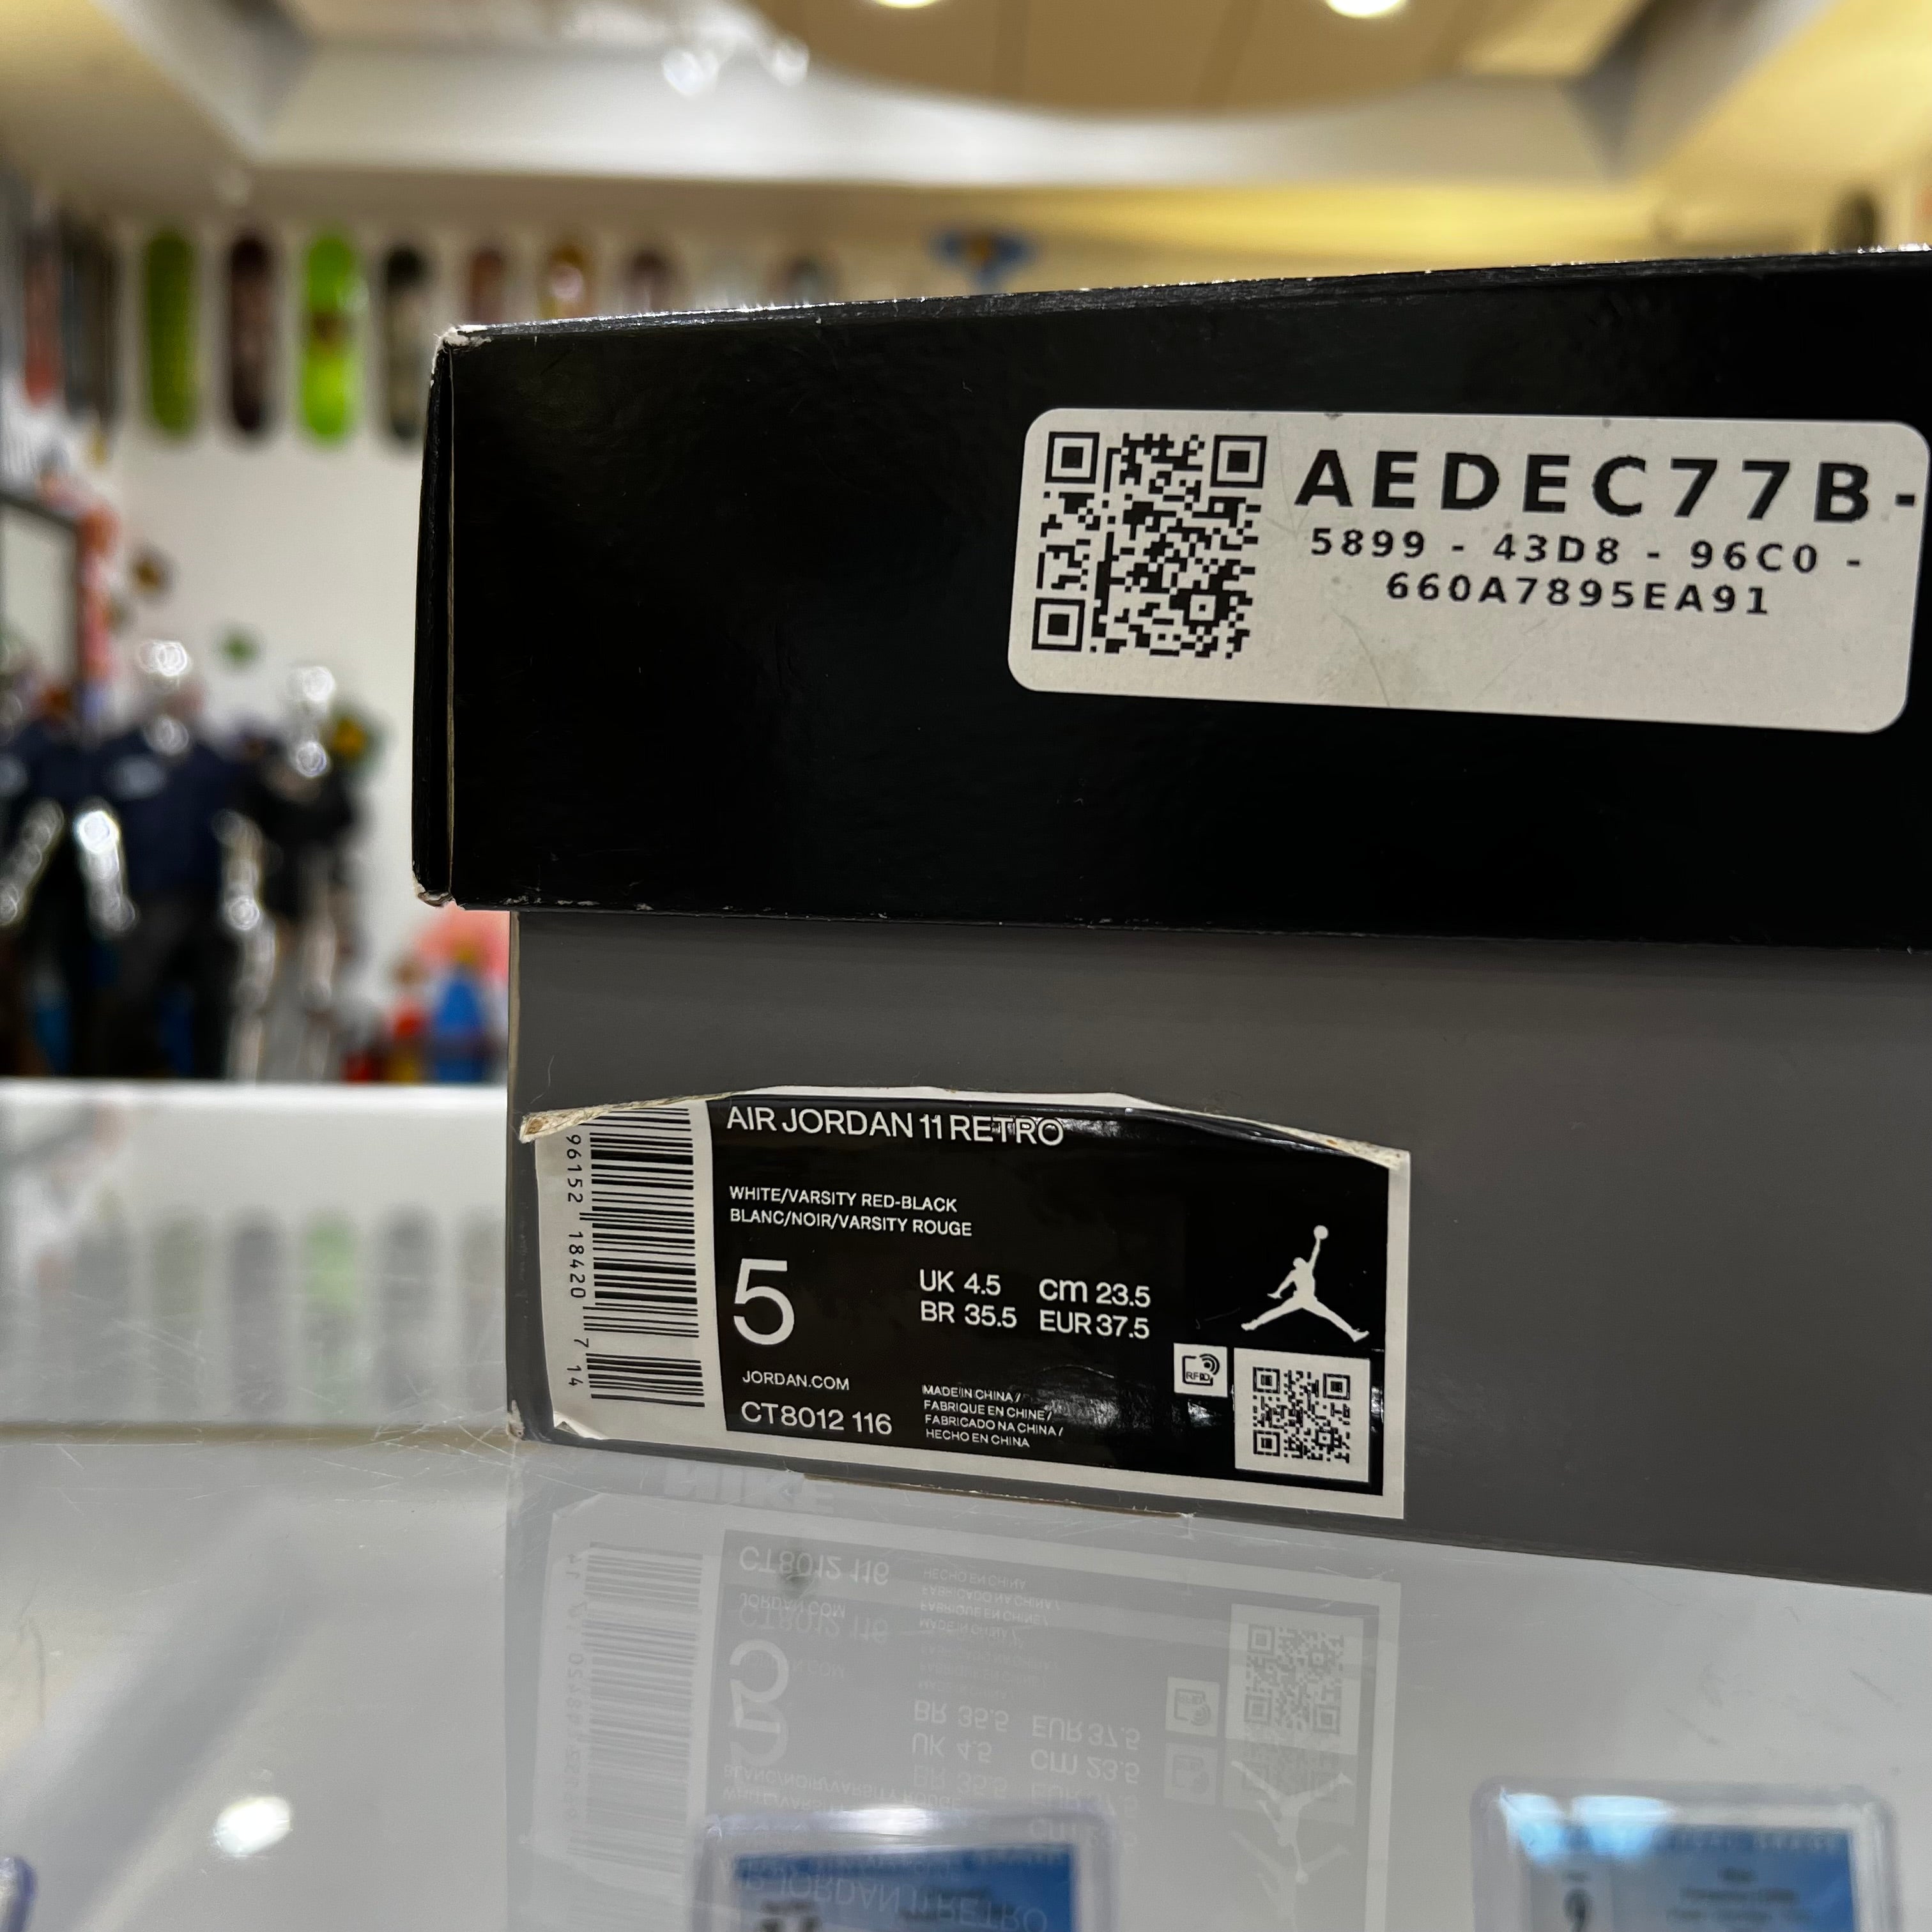 AEDEC77B-
5899 - 43D8 - 96C0 -
660A7895EA91
AIR JORDAN 11 RETRO
WHITE/VARSITY RED-BLACK
BLANC/NOIR/VARSITY ROUGE
5
UK 4.5 cm 23.5
BR 35.5 EUR 37.5
JORDAN.COM
CT8012 116
MADE IN CHINA /
FABRIQUE EN CHINE /
FABRICADO NA CHINA /
HECHO EN CHINA
RFID
96152 18420 7 14